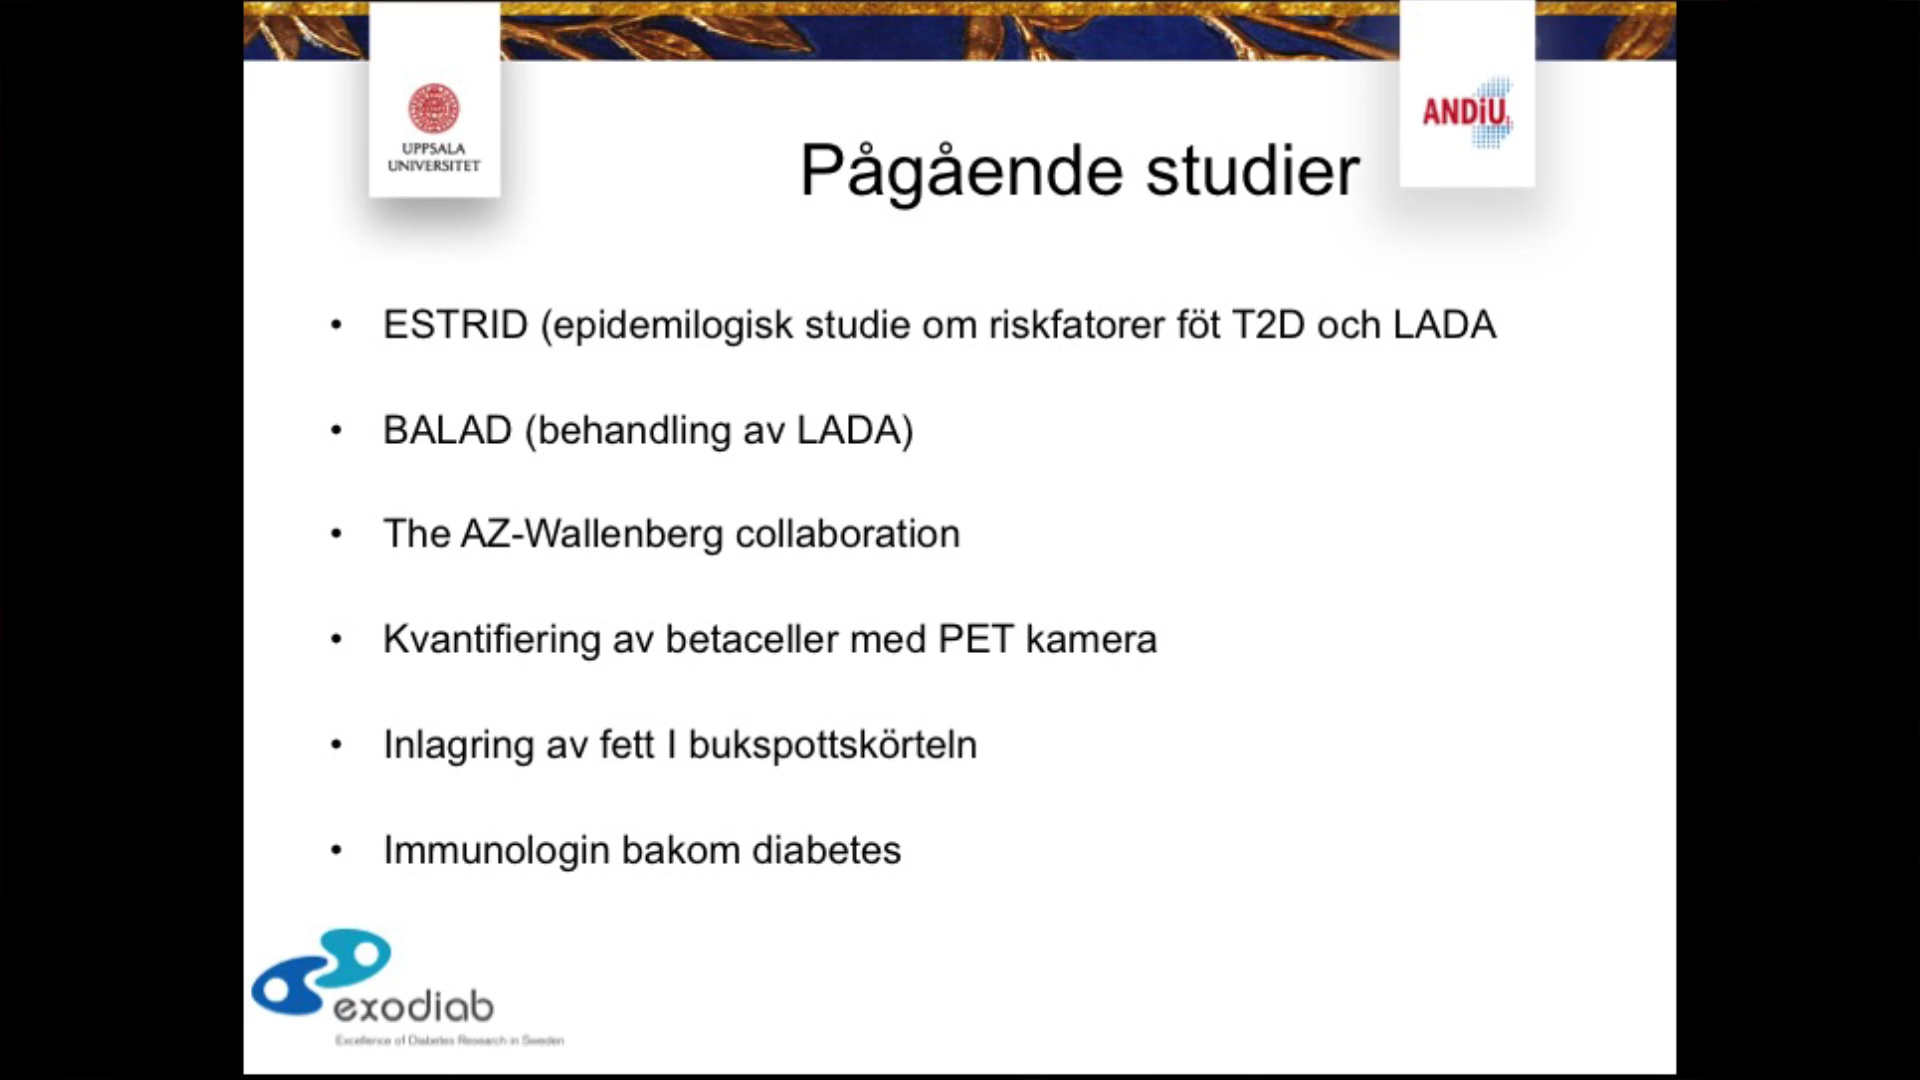 UPPSALA
UNIVERSITET
ANDiU
Pågående studier
• ESTRID (epidemilogisk studie om riskfatorer föt T2D och LADA
• BALAD (behandling av LADA)
• The AZ-Wallenberg collaboration
• Kvantifiering av betaceller med PET kamera
• Inlagring av fett I bukspottskörteln
• Immunologin bakom diabetes
exodiab
Excellence of Diabetes Research in Sweden